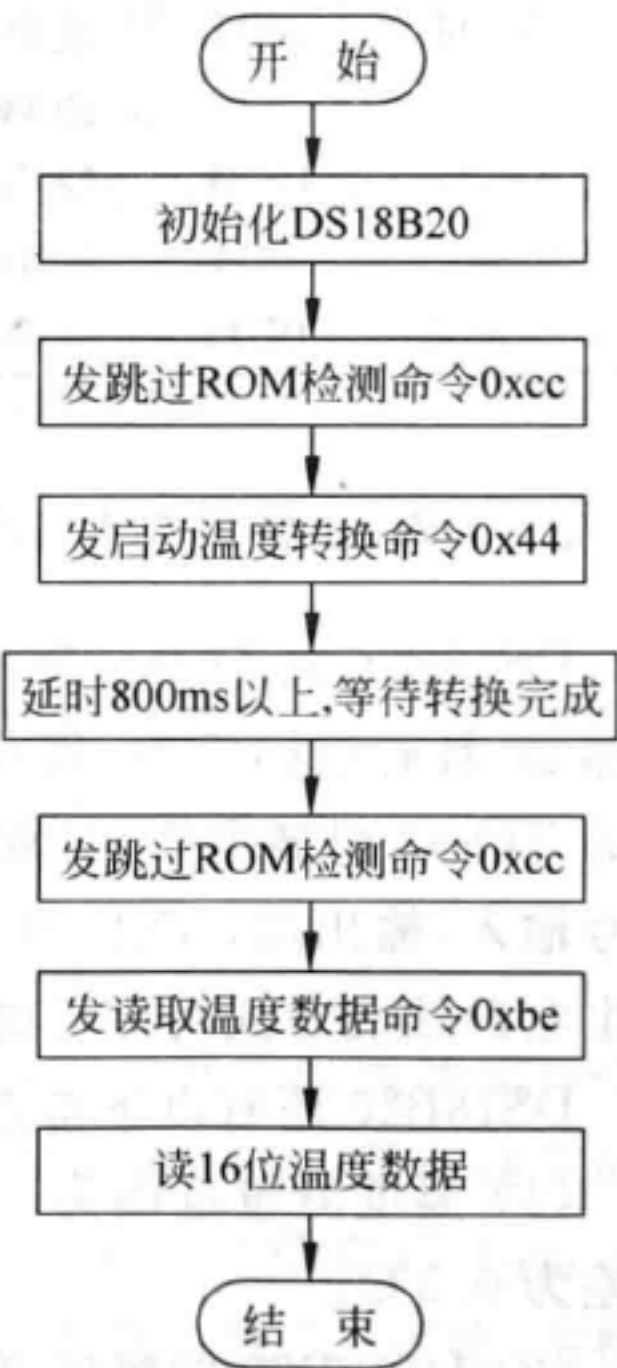 开 始
初始化DS18B20
发跳过ROM检测命令0xcc
发启动温度转换命令0x44
延时800ms以上,等待转换完成
发跳过ROM检测命令0xcc
发读取温度数据命令0xbe
读16位温度数据
结 束